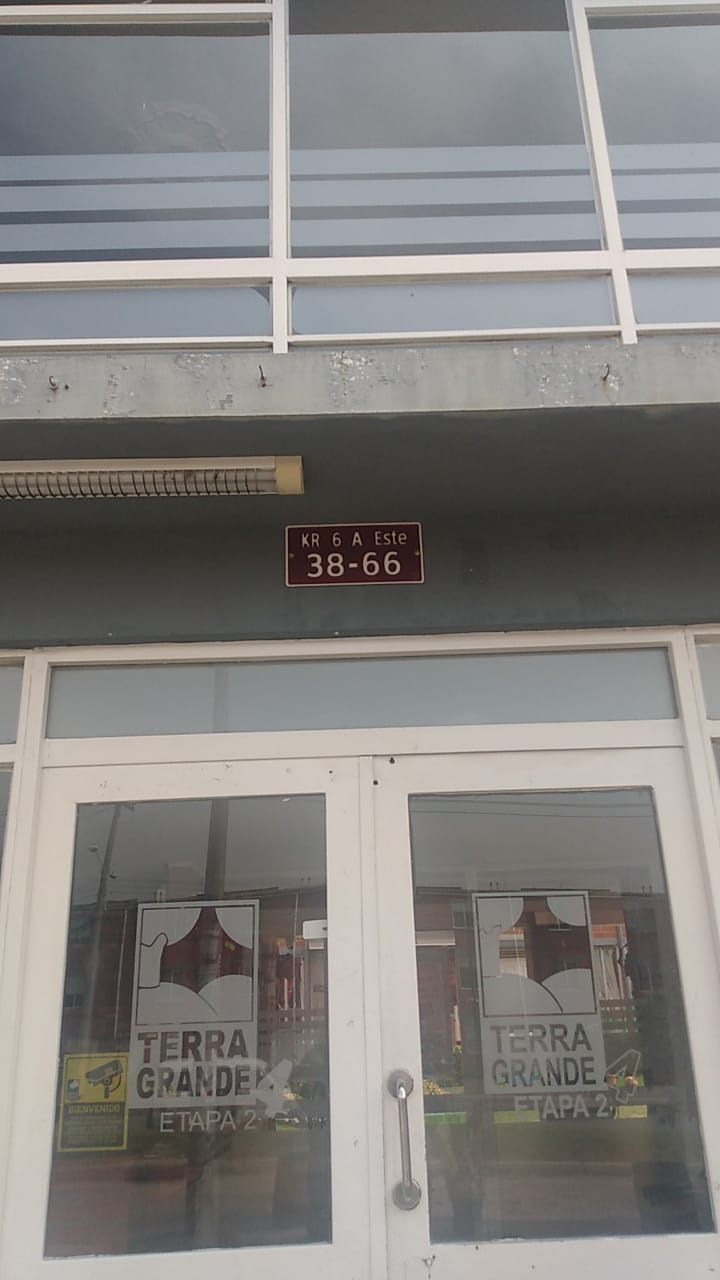 KR 6 A Este
38-66
TERRA
GRANDE 4
ETAPA 2
BIENVENIDO
TERRA
GRANDE 4
ETAPA 2